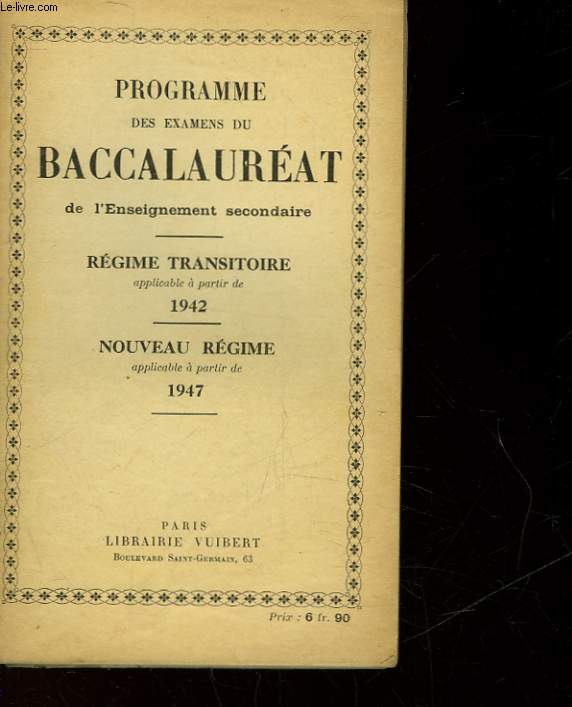 Le-livre.com
PROGRAMME
DES EXAMENS DU
BACCALAURÉAT
de l'Enseignement secondaire
RÉGIME TRANSITOIRE
applicable à partir de
1942
NOUVEAU RÉGIME
applicable à partir de
1947
PARIS
LIBRAIRIE VUIBERT
BOULEVARD SAINT-GERMAIN, 63
Prix : 6 fr. 90